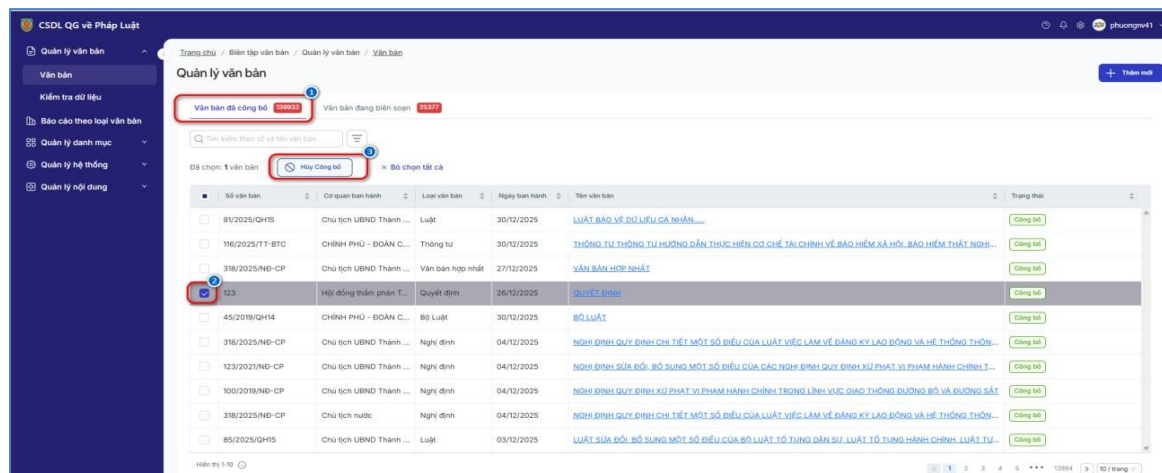 CSDL QG về Pháp Luật
phuongnv41
Quản lý văn bản
Văn bản
Kiểm tra dữ liệu
Báo cáo theo loại văn bản
Quản lý danh mục
Quản lý hệ thống
Quản lý nội dung
Trang chủ / Biên tập văn bản / Quản lý văn bản / Văn bản
Quản lý văn bản
+ Thêm mới
1
Văn bản đã công bố 139932 Văn bản đang biên soạn 25377
Tìm kiếm theo số và tên văn bản
3
Đã chọn: 1 văn bản Hủy Công bố × Bỏ chọn tất cả
Số văn bản Cơ quan ban hành Loại văn bản Ngày ban hành Tên văn bản Trạng thái
91/2025/QH15 Chủ tịch UBND Thành ... Luật 30/12/2025 LUẬT BẢO VỆ DỮ LIỆU CÁ NHÂN..... Công bố
116/2025/TT-BTC CHÍNH PHỦ - ĐOÀN C... Thông tư 30/12/2025 THÔNG TƯ THÔNG TƯ HƯỚNG DẪN THỰC HIỆN CƠ CHẾ TÀI CHÍNH VỀ BẢO HIỂM XÃ HỘI, BẢO HIỂM THẤT NGHI... Công bố
318/2025/NĐ-CP Chủ tịch UBND Thành ... Văn bản hợp nhất 27/12/2025 VĂN BẢN HỢP NHẤT Công bố
2
123 Hội đồng thẩm phán T... Quyết định 26/12/2025 QUYẾT ĐỊNH Công bố
45/2019/QH14 CHÍNH PHỦ - ĐOÀN C... Bộ Luật 30/12/2025 BỘ LUẬT Công bố
318/2025/NĐ-CP Chủ tịch UBND Thành ... Nghị định 04/12/2025 NGHỊ ĐỊNH QUY ĐỊNH CHI TIẾT MỘT SỐ ĐIỀU CỦA LUẬT VIỆC LÀM VỀ ĐĂNG KÝ LAO ĐỘNG VÀ HỆ THỐNG THÔN... Công bố
123/2021/NĐ-CP Chủ tịch UBND Thành ... Nghị định 04/12/2025 NGHỊ ĐỊNH SỬA ĐỔI, BỔ SUNG MỘT SỐ ĐIỀU CỦA CÁC NGHỊ ĐỊNH QUY ĐỊNH XỬ PHẠT VI PHẠM HÀNH CHÍNH T... Công bố
100/2019/NĐ-CP Chủ tịch UBND Thành ... Nghị định 04/12/2025 NGHỊ ĐỊNH QUY ĐỊNH XỬ PHẠT VI PHẠM HÀNH CHÍNH TRONG LĨNH VỰC GIAO THÔNG ĐƯỜNG BỘ VÀ ĐƯỜNG SẮT Công bố
318/2025/NĐ-CP Chủ tịch nước Nghị định 04/12/2025 NGHỊ ĐỊNH QUY ĐỊNH CHI TIẾT MỘT SỐ ĐIỀU CỦA LUẬT VIỆC LÀM VỀ ĐĂNG KÝ LAO ĐỘNG VÀ HỆ THỐNG THÔN... Công bố
85/2025/QH15 Chủ tịch UBND Thành ... Luật 03/12/2025 LUẬT SỬA ĐỔI, BỔ SUNG MỘT SỐ ĐIỀU CỦA BỘ LUẬT TỐ TỤNG DÂN SỰ, LUẬT TỐ TỤNG HÀNH CHÍNH, LUẬT TƯ... Công bố
Hiển thị 1-10 < 1 2 3 4 5 ••• 13994 > 10 / trang